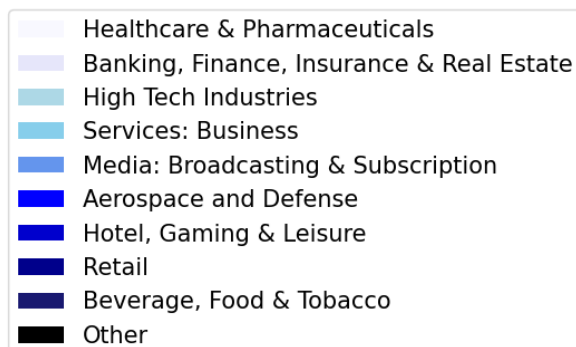 Healthcare & Pharmaceuticals
Banking, Finance, Insurance & Real Estate
High Tech Industries
Services: Business
Media: Broadcasting & Subscription
Aerospace and Defense
Hotel, Gaming & Leisure
Retail
Beverage, Food & Tobacco
Other